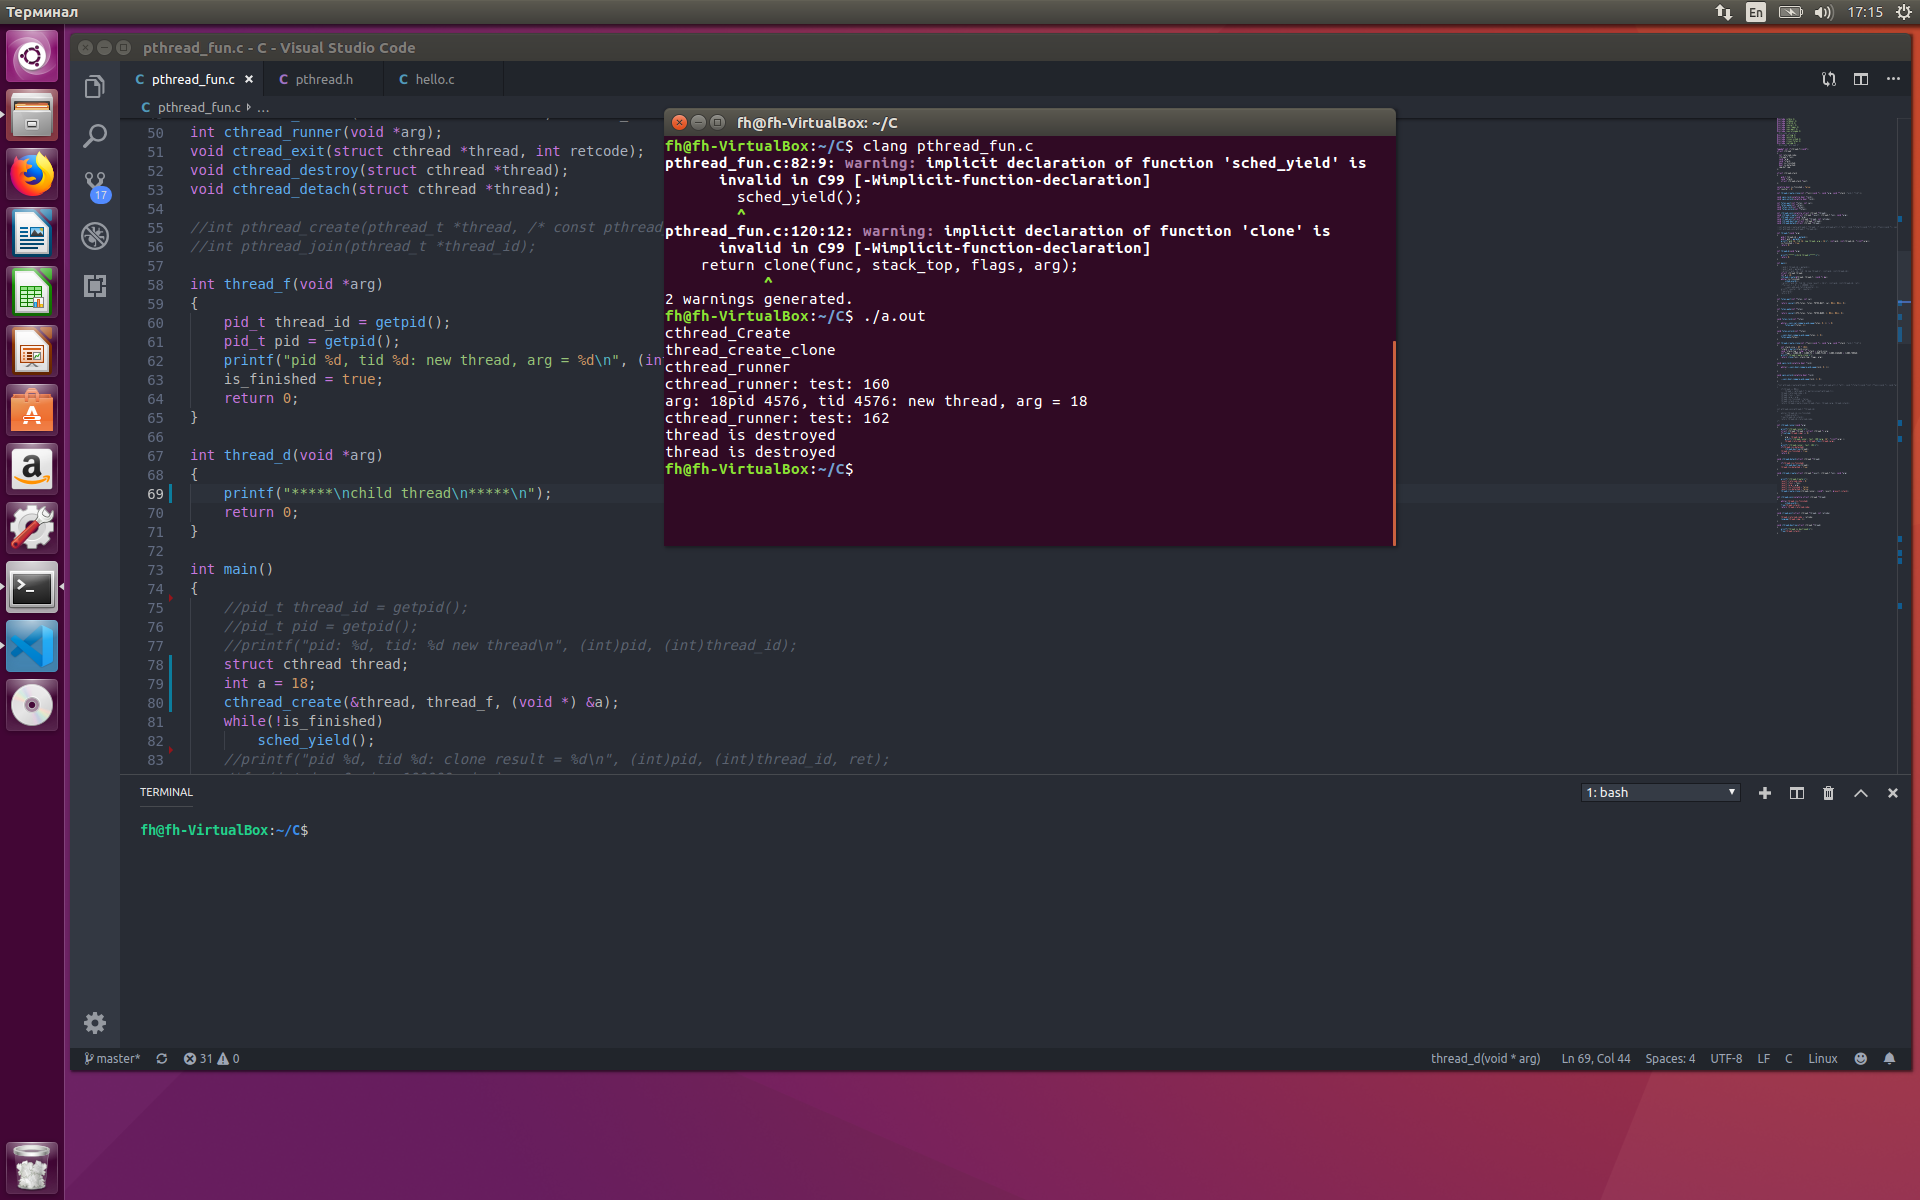 Терминал
En
17:15
pthread_fun.c - C - Visual Studio Code
C pthread_fun.c ×
C pthread.h
C hello.c
C pthread_fun.c ▸ ...
50 int cthread_runner(void *arg);
51 void ctread_exit(struct cthread *thread, int retcode);
52 void cthread_destroy(struct cthread *thread);
53 void cthread_detach(struct cthread *thread);
54
55 //int pthread_create(pthread_t *thread, /* const pthread
56 //int pthread_join(pthread_t *thread_id);
57
58 int thread_f(void *arg)
59 {
60 pid_t thread_id = getpid();
61 pid_t pid = getpid();
62 printf("pid %d, tid %d: new thread, arg = %d\n", (in
63 is_finished = true;
64 return 0;
65 }
66
67 int thread_d(void *arg)
68 {
69 printf("*****\nchild thread\n*****\n");
70 return 0;
71 }
72
73 int main()
74 {
75 //pid_t thread_id = getpid();
76 //pid_t pid = getpid();
77 //printf("pid: %d, tid: %d new thread\n", (int)pid, (int)thread_id);
78 struct cthread thread;
79 int a = 18;
80 cthread_create(&thread, thread_f, (void *) &a);
81 while(!is_finished)
82 sched_yield();
83 //printf("pid %d, tid %d: clone result = %d\n", (int)pid, (int)thread_id, ret);
17
fh@fh-VirtualBox: ~/C
fh@fh-VirtualBox:~/C$ clang pthread_fun.c
pthread_fun.c:82:9: warning: implicit declaration of function 'sched_yield' is
invalid in C99 [-Wimplicit-function-declaration]
sched_yield();
^
pthread_fun.c:120:12: warning: implicit declaration of function 'clone' is
invalid in C99 [-Wimplicit-function-declaration]
return clone(func, stack_top, flags, arg);
^
2 warnings generated.
fh@fh-VirtualBox:~/C$ ./a.out
cthread_Create
thread_create_clone
cthread_runner
cthread_runner: test: 160
arg: 18pid 4576, tid 4576: new thread, arg = 18
cthread_runner: test: 162
thread is destroyed
thread is destroyed
fh@fh-VirtualBox:~/C$
TERMINAL
1: bash
fh@fh-VirtualBox:~/C$
master*
31
0
thread_d(void * arg)
Ln 69, Col 44
Spaces: 4
UTF-8
LF
C
Linux